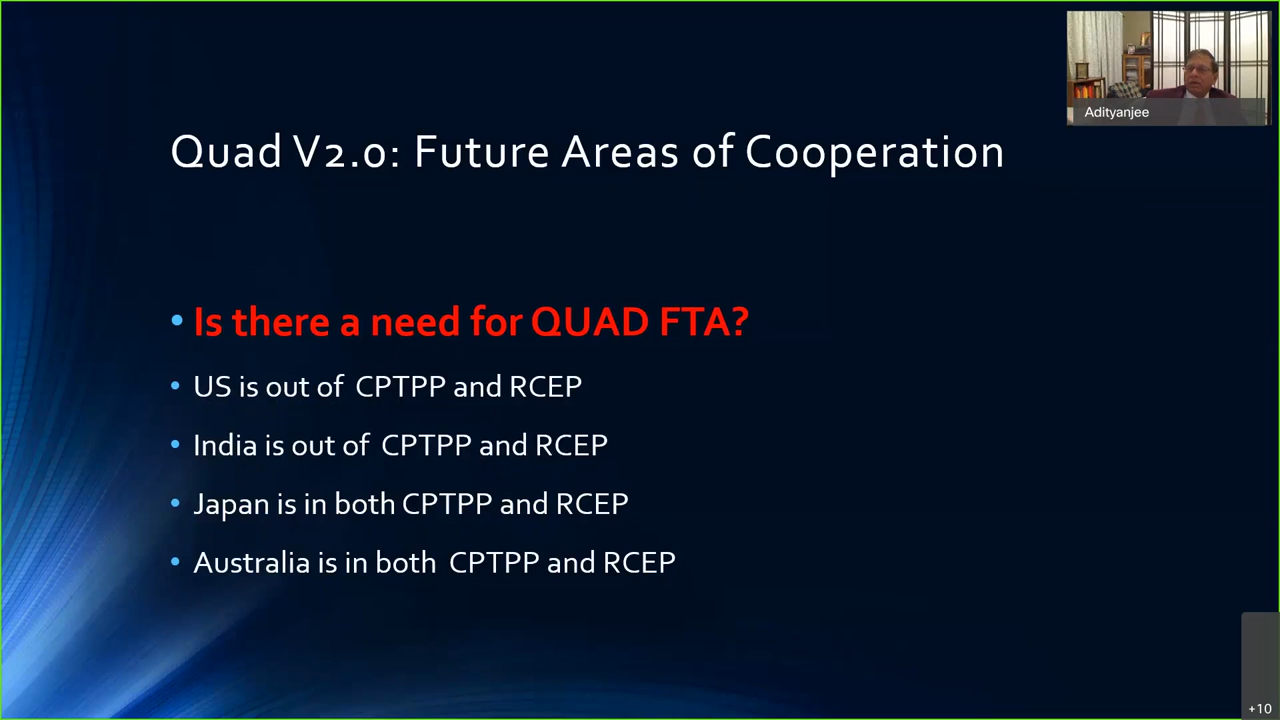 Adityanjee
Quad V2.0: Future Areas of Cooperation
• Is there a need for QUAD FTA?
• US is out of CPTPP and RCEP
• India is out of CPTPP and RCEP
• Japan is in both CPTPP and RCEP
• Australia is in both CPTPP and RCEP
+10